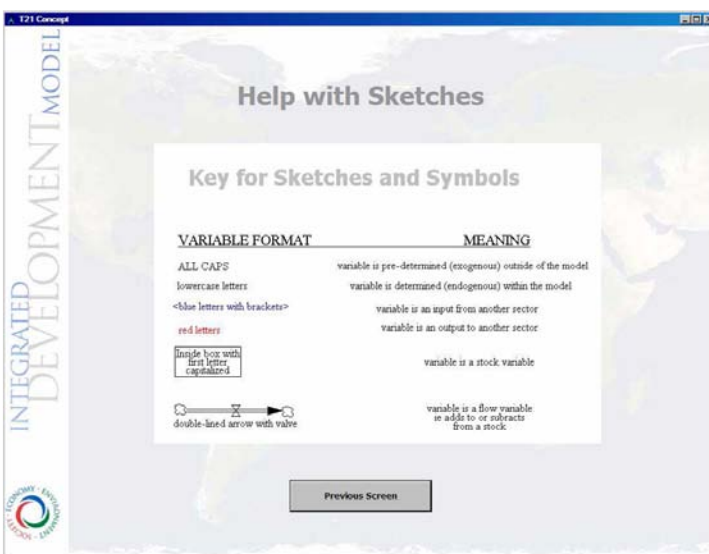 T21 Concept
INTEGRATED
DEVELOPMENT MODEL
Help with Sketches
Key for Sketches and Symbols
VARIABLE FORMAT MEANING
ALL CAPS variable is pre-determined (exogenous) outside of the model
lowercase letters variable is determined (endogenous) within the model
<blue letters with brackets> variable is an input from another sector
red letters variable is an output to another sector
Inside box with
first letter
capitalized
variable is a stock variable
double-lined arrow with valve
variable is a flow variable
ie adds to or subracts
from a stock
Previous Screen
SOCIETY - ECONOMY - ENVIRONMENT